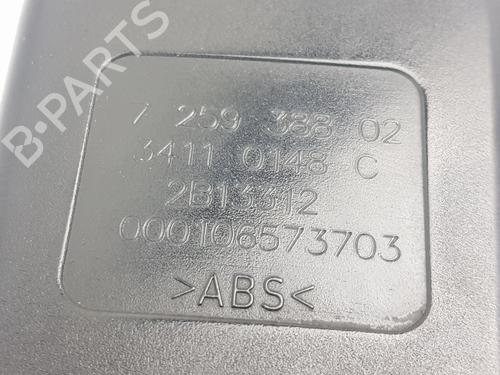 B-PARTS
7 259 388 02
3411 0148 C
2B13312
000106573703
>ABS<